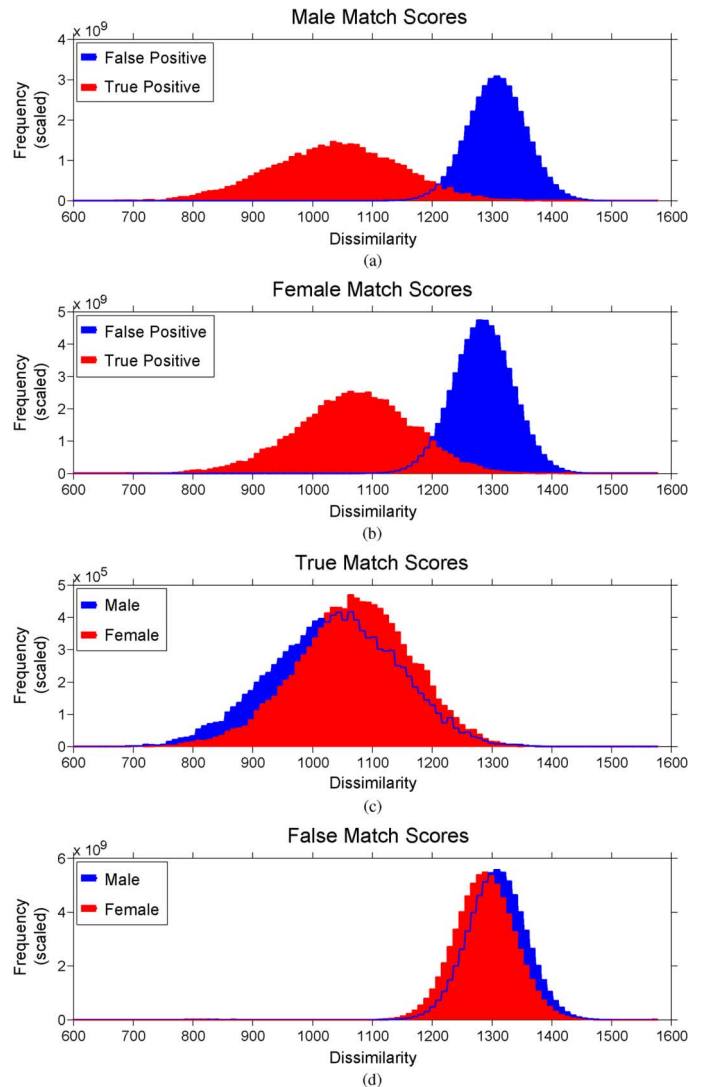 Male Match Scores
x 10^9
4
3
2
1
0
False Positive
True Positive
Frequency
(scaled)
600 700 800 900 1000 1100 1200 1300 1400 1500 1600
Dissimilarity
(a)
Female Match Scores
x 10^9
5
4
3
2
1
0
False Positive
True Positive
Frequency
(scaled)
600 700 800 900 1000 1100 1200 1300 1400 1500 1600
Dissimilarity
(b)
True Match Scores
x 10^5
5
4
3
2
1
0
Male
Female
Frequency
(scaled)
600 700 800 900 1000 1100 1200 1300 1400 1500 1600
Dissimilarity
(c)
False Match Scores
x 10^9
6
4
2
0
Male
Female
Frequency
(scaled)
600 700 800 900 1000 1100 1200 1300 1400 1500 1600
Dissimilarity
(d)